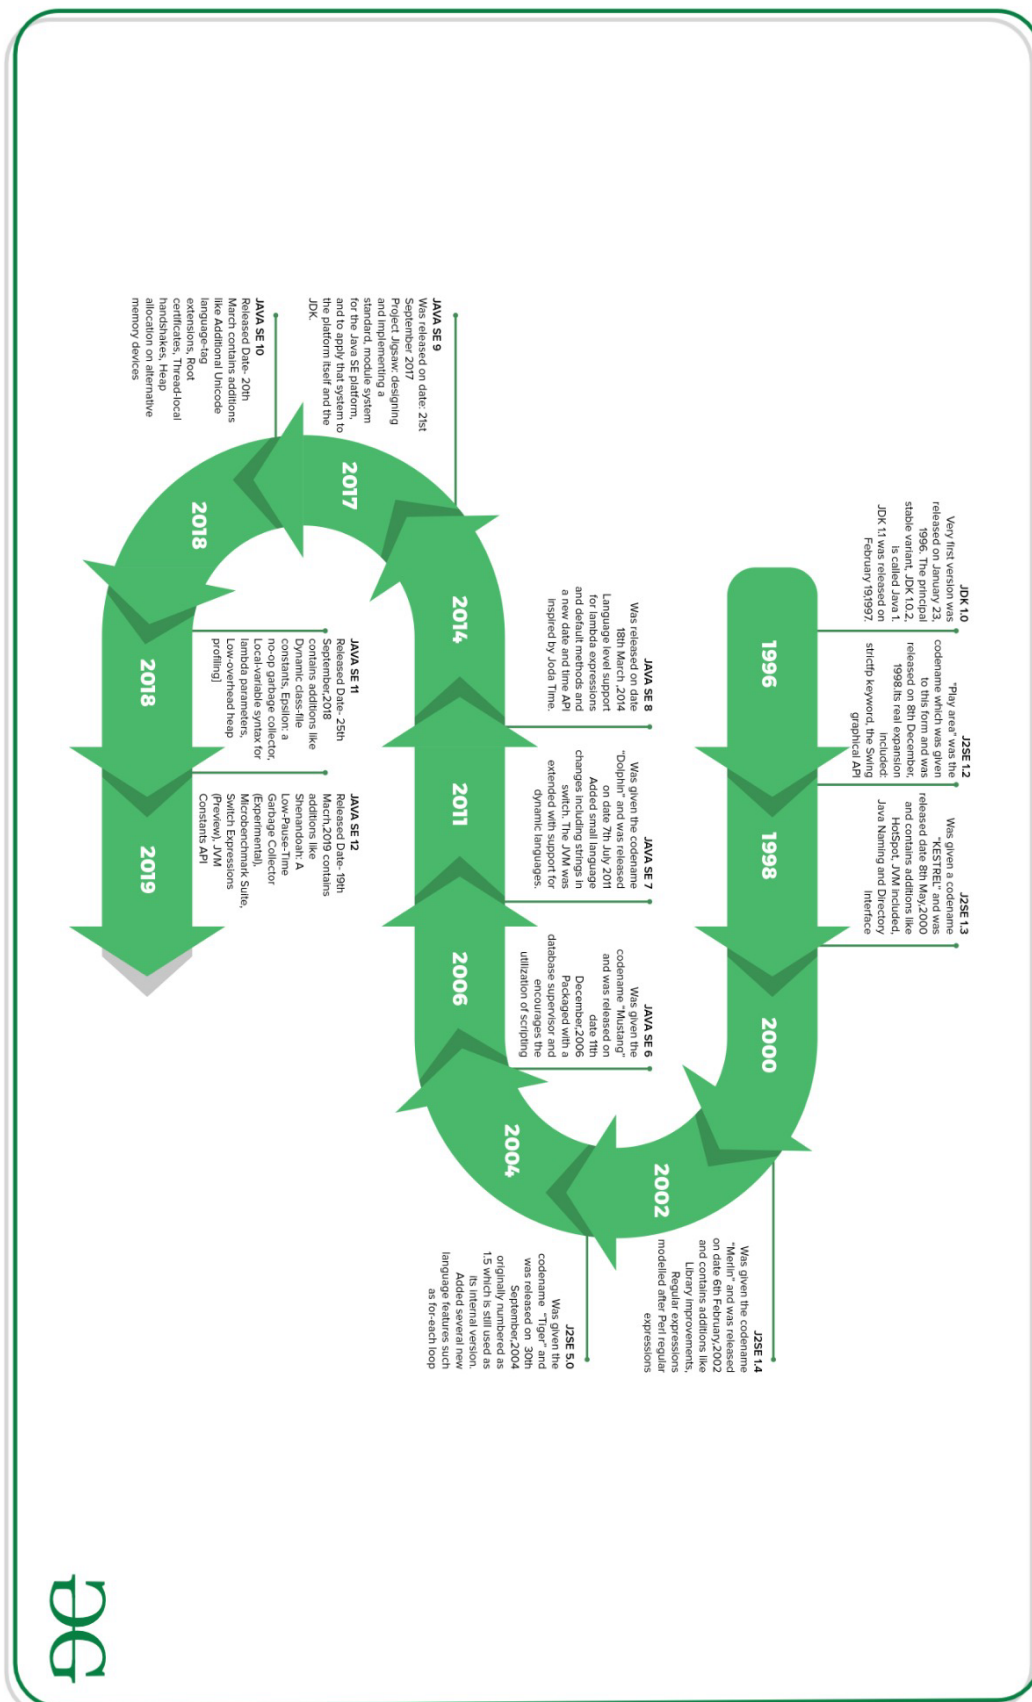 JDK 1.0
Very first version was
released on January 23,
1996. The principal
stable variant, JDK 1.0.2,
is called Java 1.
JDK 1.1 was released on
February 19,1997.
J2SE 1.2
"Play area" was the
codename which was given
to this form and was
released on 8th December,
1998.Its real expansion
included:
strictfp keyword, the Swing
graphical API
J2SE 1.3
Was given a codename
"KESTREL" and was
released date 8th May,2000
and contains additions like
HotSpot, JVM included,
Java Naming and Directory
Interface
1996
1998
2000
J2SE 1.4
Was given the codename
"Merlin" and was released
on date 6th February,2002
and contains additions like
Library improvements,
Regular expressions
modelled after Perl regular
expressions
2002
JAVA SE 8
Was released on date
18th March ,2014
Language level support
for lambda expressions
and default methods and
a new date and time API
inspired by Joda Time.
JAVA SE 7
Was given the codename
"Dolphin" and was released
on date 7th July 2011
Added small language
changes including strings in
switch. The JVM was
extended with support for
dynamic languages.
JAVA SE 6
Was given the
codename "Mustang"
and was released on
date 11th
December,2006
Packaged with a
database supervisor and
encourages the
utilization of scripting
2004
J2SE 5.0
Was given the
codename "Tiger" and
was released on 30th
September,2004
originally numbered as
1.5 which is still used as
its internal version.
Added several new
language features such
as for-each loop
2014
2011
2006
JAVA SE 9
Was released on date: 21st
September 2017
Project Jigsaw: designing
and implementing a
standard, module system
for the Java SE platform,
and to apply that system to
the platform itself and the
JDK.
2017
JAVA SE 10
Released Date- 20th
March contains additions
like Additional Unicode
language-tag
extensions, Root
certificates, Thread-local
handshakes, Heap
allocation on alternative
memory devices
2018
JAVA SE 11
Released Date- 25th
September,2018
contains additions like
Dynamic class-file
constants, Epsilon: a
no-op garbage collector,
Local-variable syntax for
lambda parameters,
Low-overhead heap
profiling]
JAVA SE 12
Released Date- 19th
Macrh,2019 contains
additions like
Shenandoah: A
Low-Pause-Time
Garbage Collector
(Experimental),
Microbenchmark Suite,
Switch Expressions
(Preview), JVM
Constants API
2018
2019